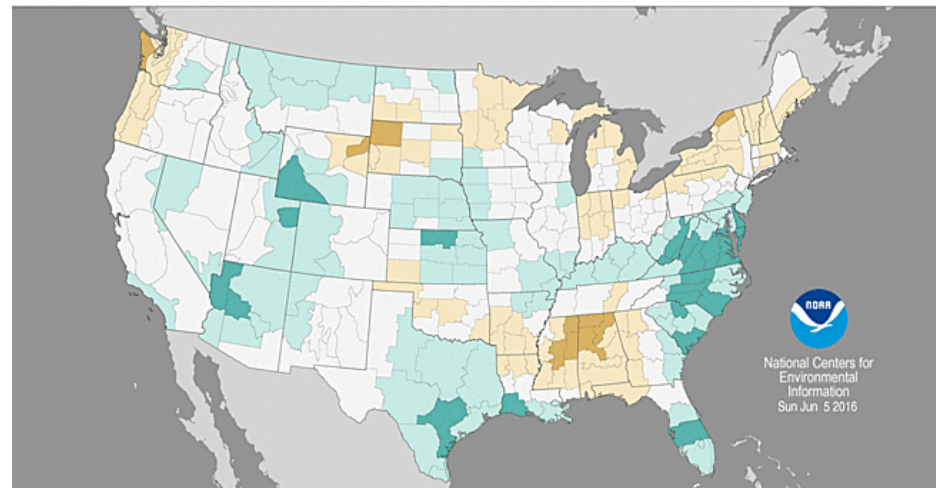 NOAA
National Centers for
Environmental
Information
Sun Jun 5 2016